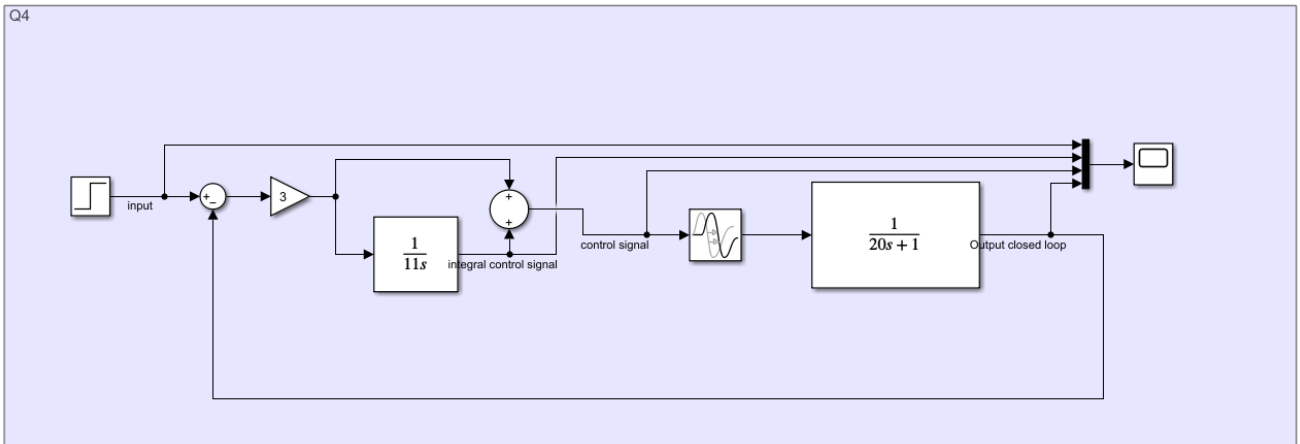 Q4
input
+
−
3
1
11s
integral control signal
+
+
control signal
1
20s + 1
Output closed loop